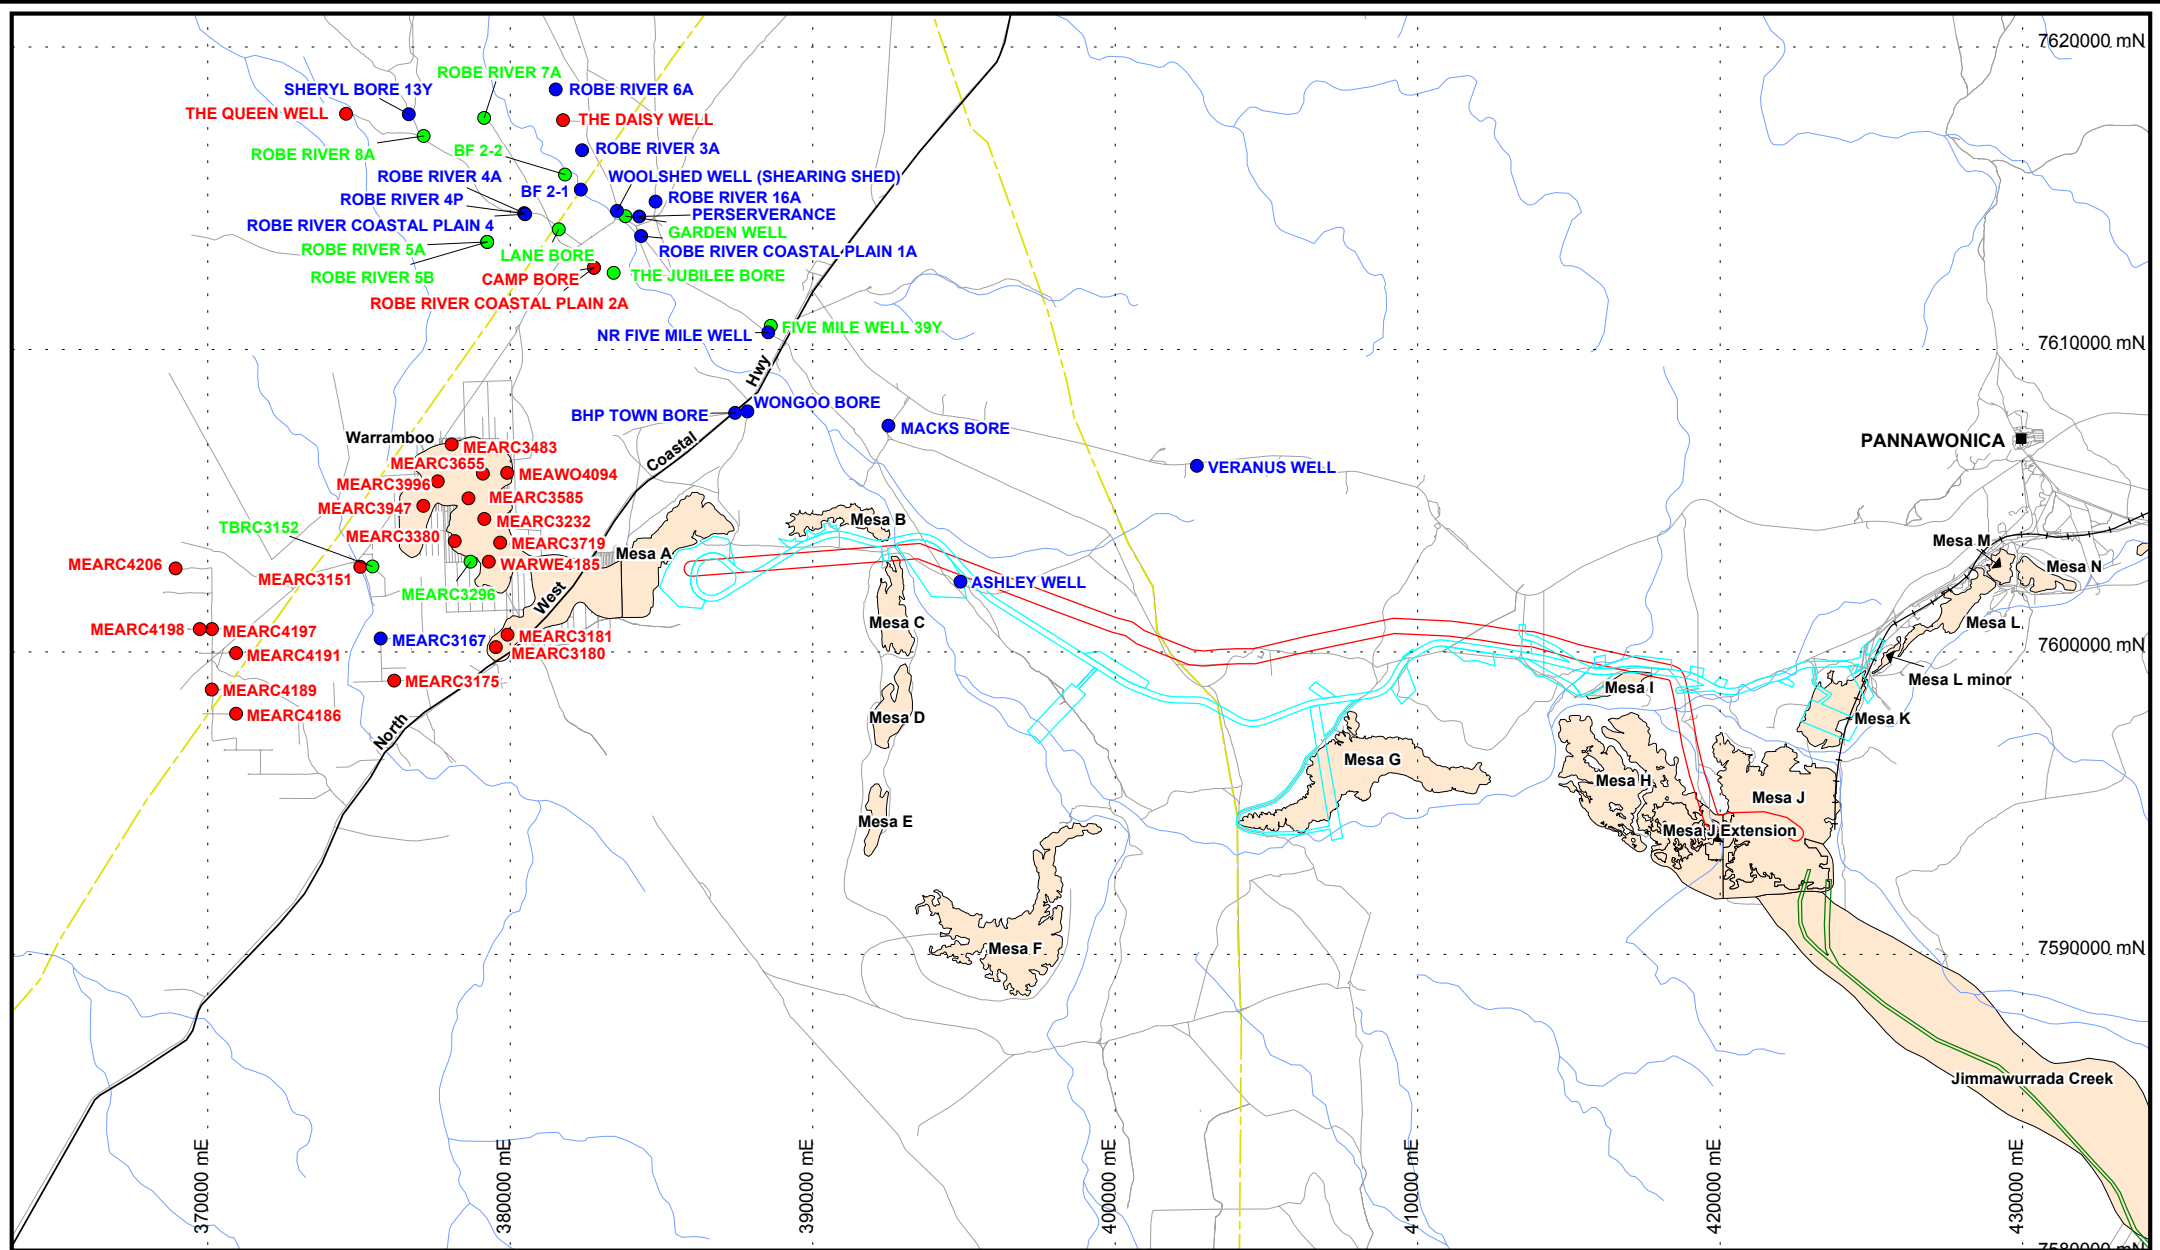 7620000 mN
ROBE RIVER 7A
SHERYL BORE 13Y
ROBE RIVER 6A
THE QUEEN WELL
THE DAISY WELL
ROBE RIVER 8A
BF 2-2
ROBE RIVER 3A
ROBE RIVER 4A
BF 2-1
WOOLSHED WELL (SHEARING SHED)
ROBE RIVER 4P
ROBE RIVER 16A
ROBE RIVER COASTAL PLAIN 4
PERSERVERANCE
GARDEN WELL
ROBE RIVER 5A
LANE BORE
ROBE RIVER COASTAL PLAIN 1A
ROBE RIVER 5B
CAMP BORE
THE JUBILEE BORE
ROBE RIVER COASTAL PLAIN 2A
NR FIVE MILE WELL
FIVE MILE WELL 39Y
7610000 mN
Hwy
BHP TOWN BORE
WONGOO BORE
MACKS BORE
Coastal
PANNAWONICA
VERANUS WELL
Warramboo
MEARC3483
MEARC3655
MEAWO4094
MEARC3996
MEARC3585
MEARC3947
MEARC3232
TBRC3152
MEARC3380
MEARC3719
Mesa A
Mesa B
MEARC4206
MEARC3151
WARWE4185
MEARC3296
West
ASHLEY WELL
Mesa M
Mesa N
MEARC4198
MEARC4197
MEARC3167
MEARC3181
MEARC3180
Mesa C
Mesa L
MEARC4191
7600000 mN
MEARC3175
MEARC4189
Mesa I
Mesa L minor
MEARC4186
North
Mesa D
Mesa K
Mesa G
Mesa H
Mesa J
Mesa E
Mesa J Extension
Mesa F
7590000 mN
Jimmawurrada Creek
370000 mE
380000 mE
390000 mE
400000 mE
410000 mE
420000 mE
430000 mE
7580000 mN